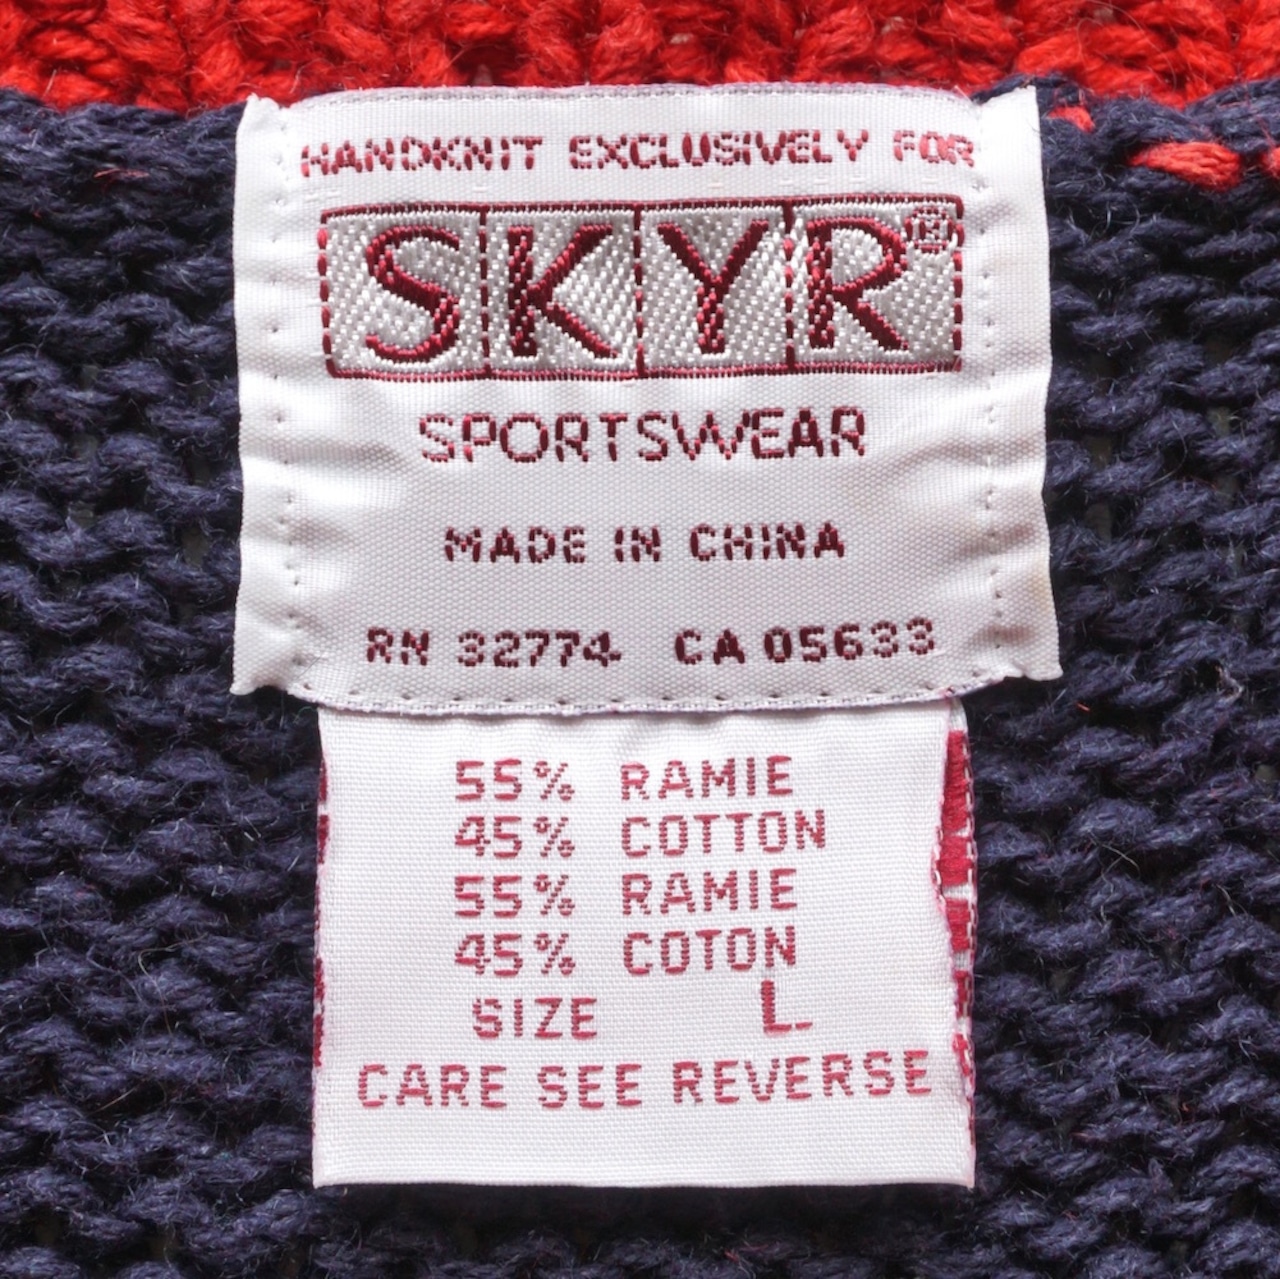 HANDKNIT EXCLUSIVELY FOR
SKYR®
SPORTSWEAR
MADE IN CHINA
RN 32774 CA 05633
55% RAMIE
45% COTTON
55% RAMIE
45% COTON
SIZE L
CARE SEE REVERSE